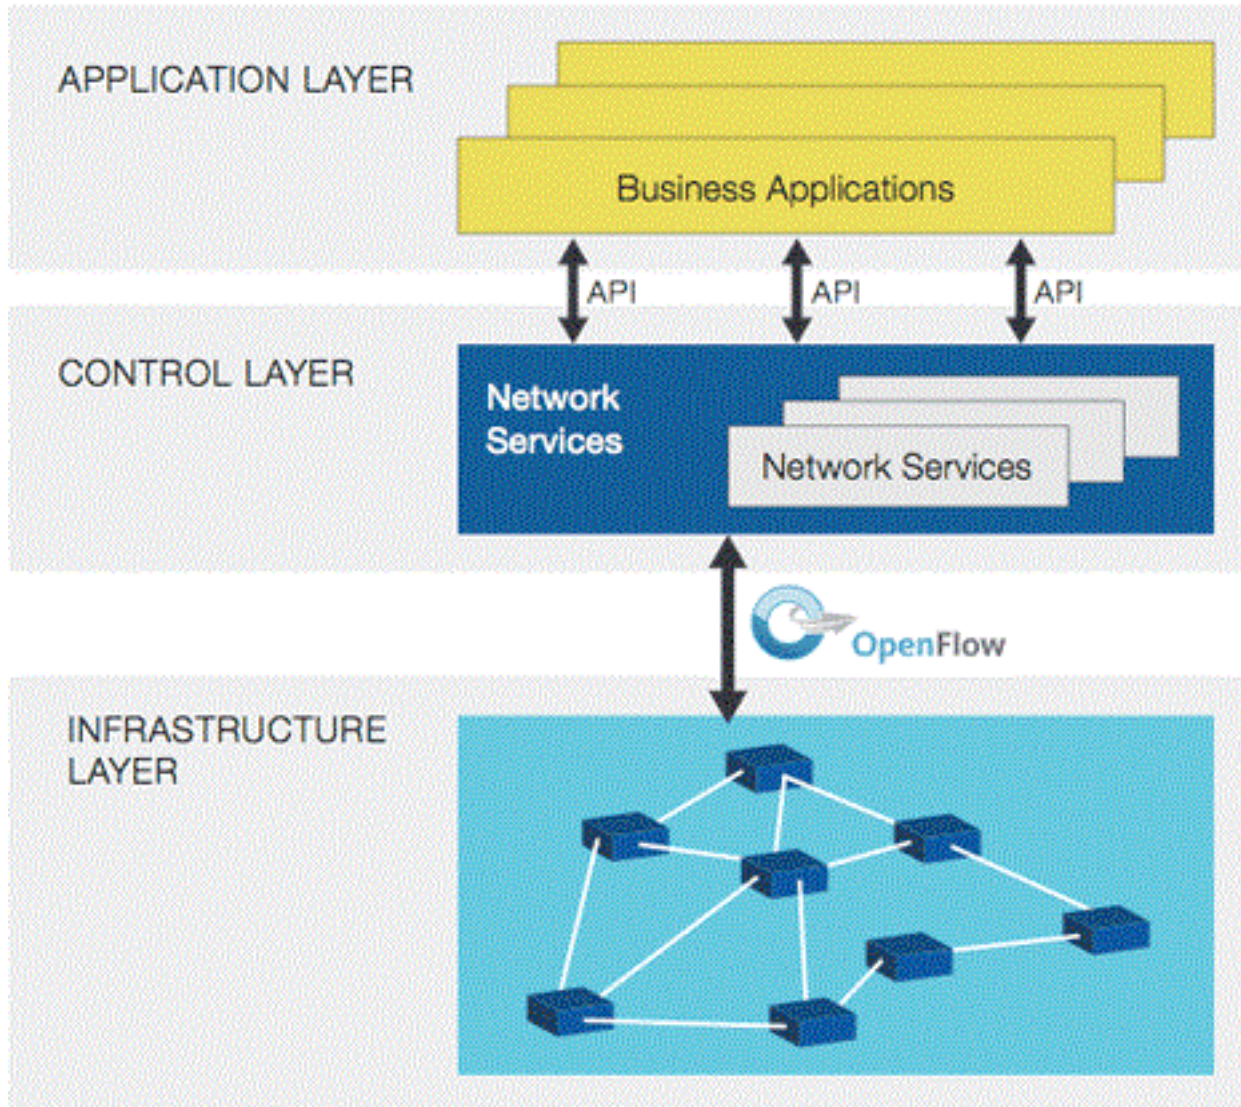 APPLICATION LAYER
Business Applications
API
API
API
CONTROL LAYER
Network
Services
Network Services
OpenFlow
INFRASTRUCTURE
LAYER